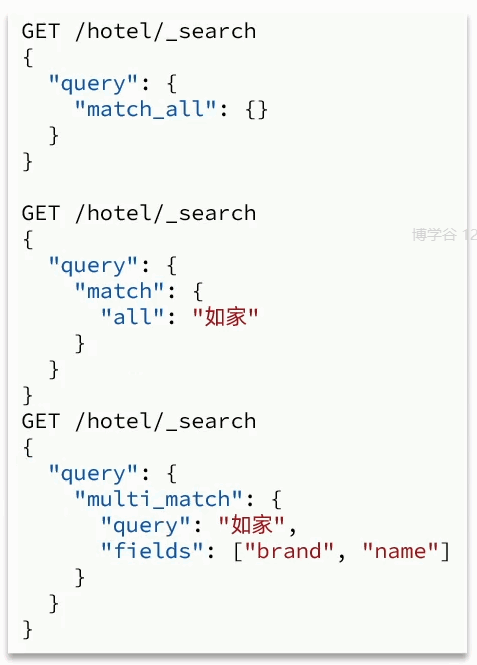 GET /hotel/_search
{
  "query": {
    "match_all": {}
  }
}
GET /hotel/_search
博学谷 12
{
  "query": {
    "match": {
      "all": "如家"
    }
  }
}
GET /hotel/_search
{
  "query": {
    "multi_match": {
      "query": "如家",
      "fields": ["brand", "name"]
    }
  }
}